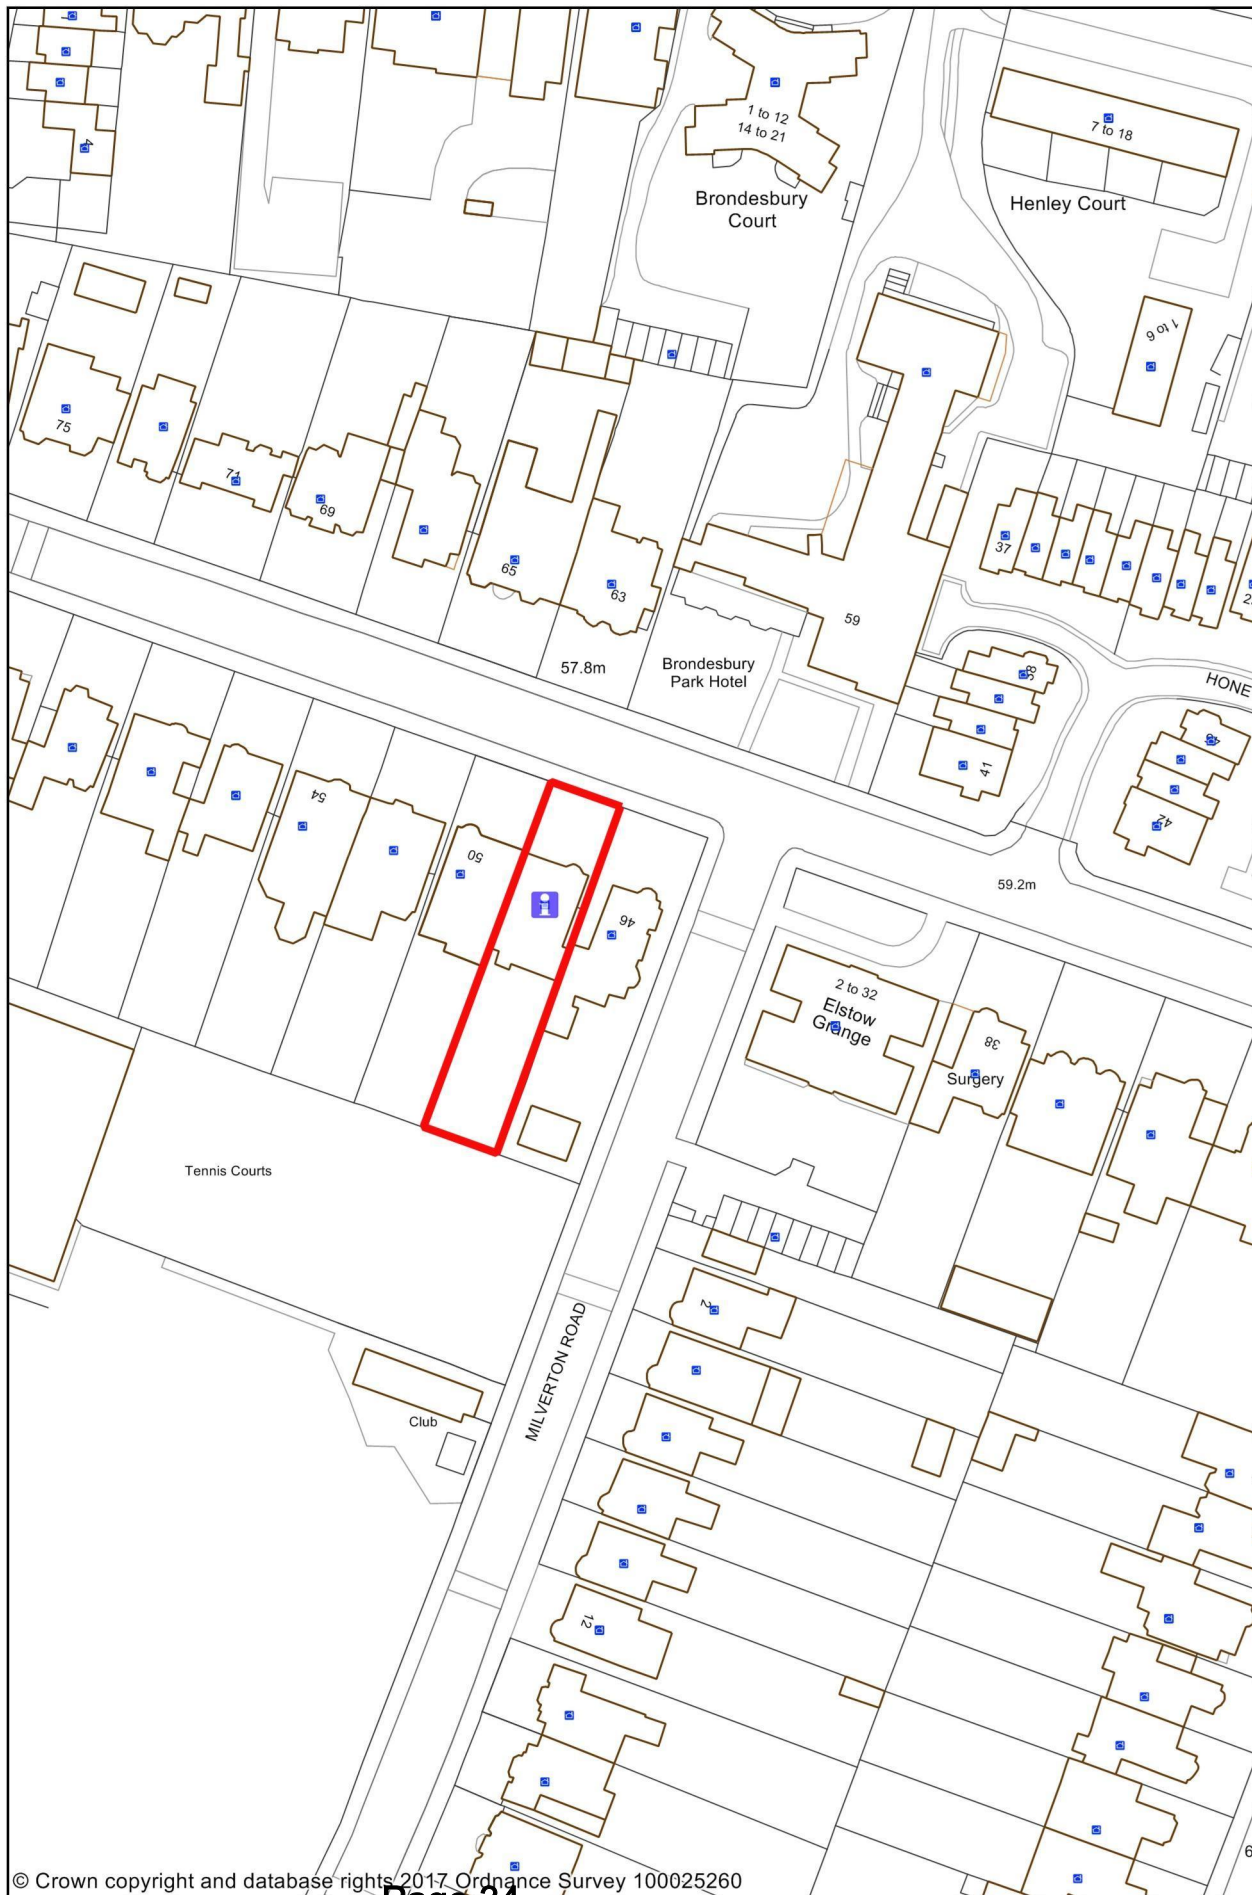 4
1 to 12
14 to 21
7 to 18
Brondesbury
Court
Henley Court
1 to 6
75
71
69
65
63
37
59
57.8m
Brondesbury
Park Hotel
38
HONE
41
42
54
50
46
59.2m
2 to 32
Elstow
Grange
38
Surgery
Tennis Courts
2
MILVERTON ROAD
Club
12
6
© Crown copyright and database rights 2017 Ordnance Survey 100025260